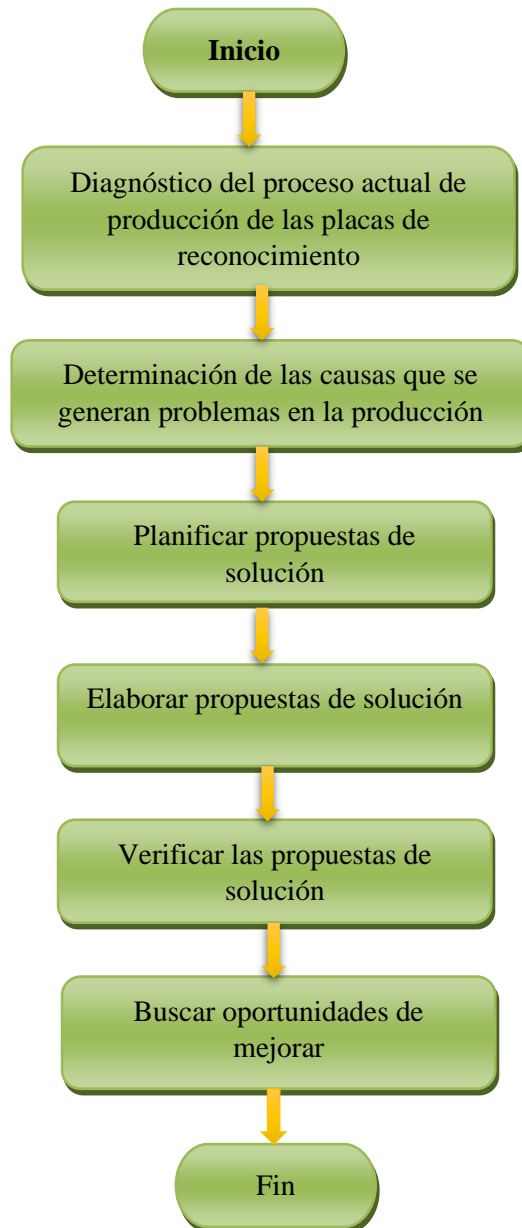 Inicio
Diagnóstico del proceso actual de
producción de las placas de
reconocimiento
Determinación de las causas que se
generan problemas en la producción
Planificar propuestas de
solución
Elaborar propuestas de solución
Verificar las propuestas de
solución
Buscar oportunidades de
mejorar
Fin